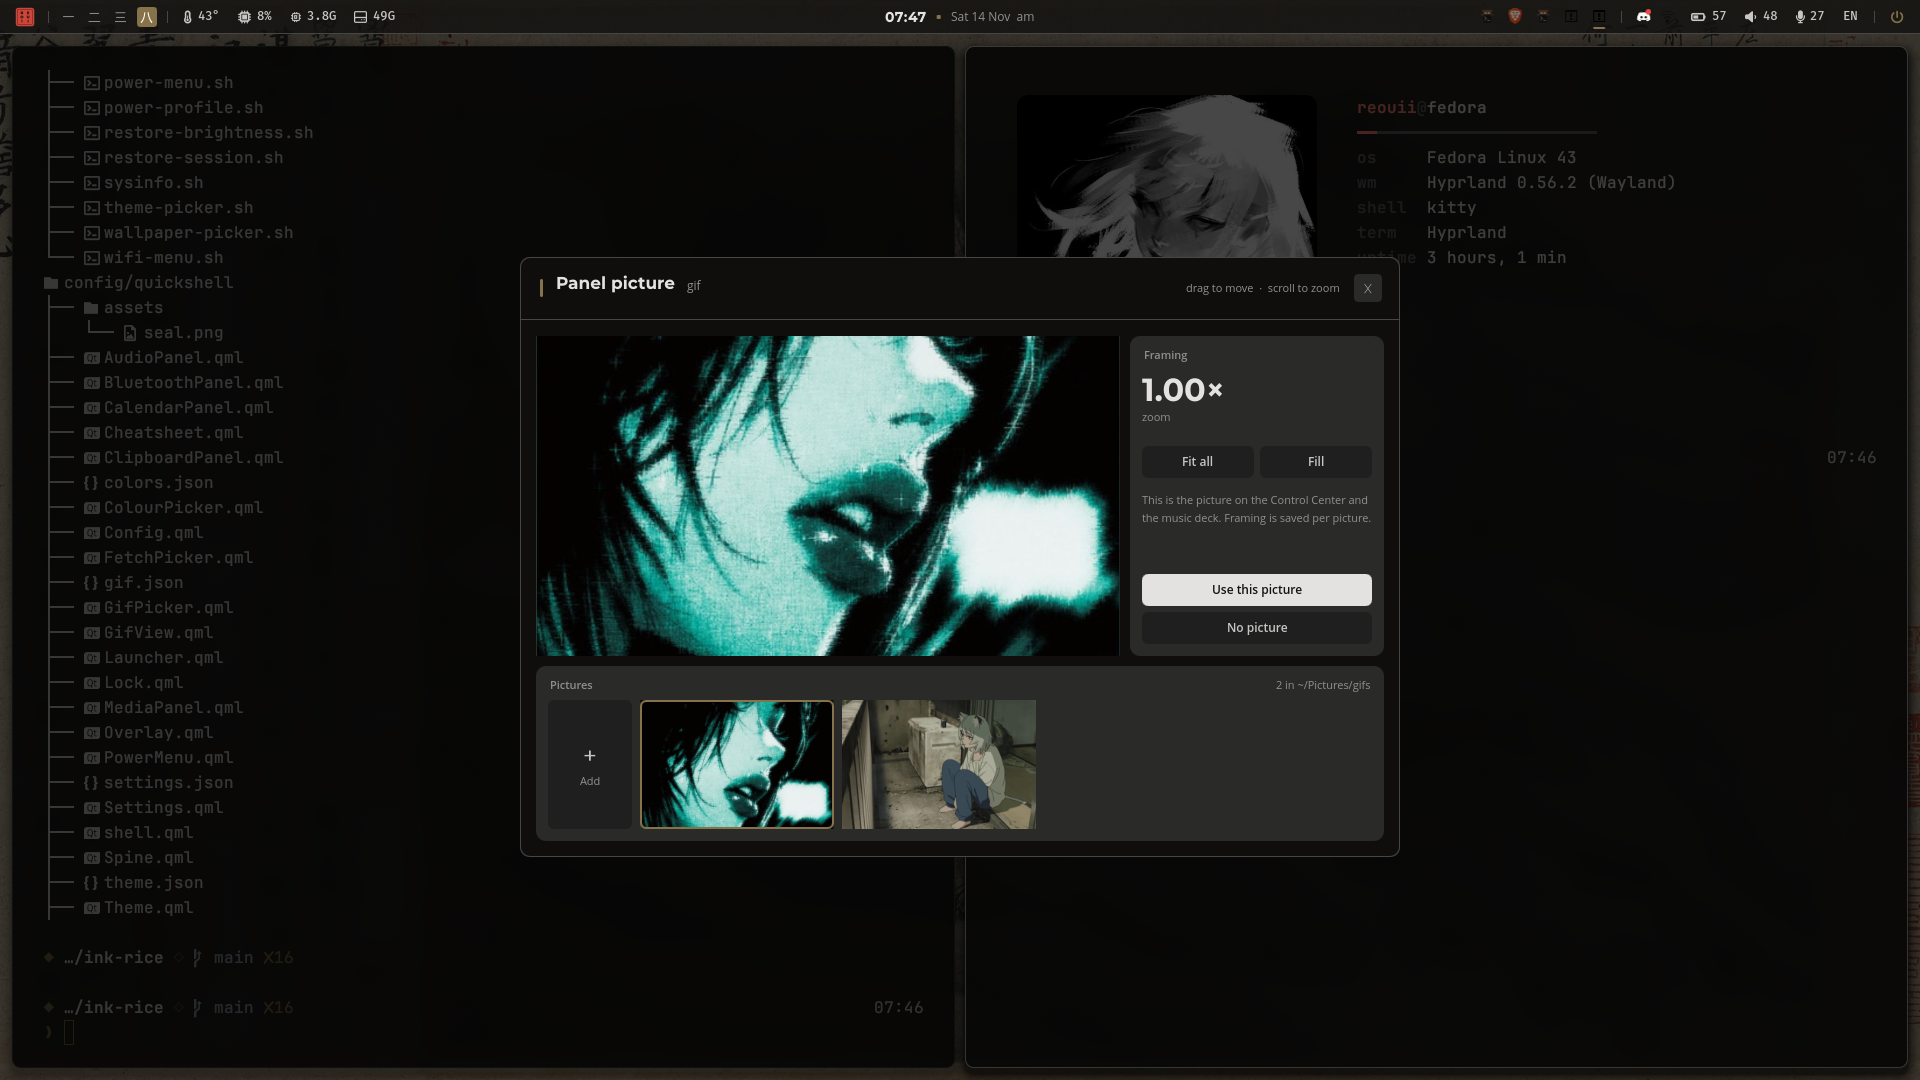 一 二 三 八 43° 8% 3.8G 49G
07:47 Sat 14 Nov am
57 48 27 EN
power-menu.sh
power-profile.sh
restore-brightness.sh
restore-session.sh
sysinfo.sh
theme-picker.sh
wallpaper-picker.sh
wifi-menu.sh
config/quickshell
assets
seal.png
AudioPanel.qml
BluetoothPanel.qml
CalendarPanel.qml
Cheatsheet.qml
ClipboardPanel.qml
{} colors.json
ColourPicker.qml
Config.qml
FetchPicker.qml
{} gif.json
GifPicker.qml
GifView.qml
Launcher.qml
Lock.qml
MediaPanel.qml
Overlay.qml
PowerMenu.qml
{} settings.json
Settings.qml
shell.qml
Spine.qml
{} theme.json
Theme.qml
…/ink-rice main X16
…/ink-rice main X16 07:46
reouii@fedora
os Fedora Linux 43
wm Hyprland 0.56.2 (Wayland)
shell kitty
term Hyprland
uptime 3 hours, 1 min
07:46
Panel picture gif
drag to move · scroll to zoom X
Framing
1.00×
zoom
Fit all Fill
This is the picture on the Control Center and
the music deck. Framing is saved per picture.
Use this picture
No picture
Pictures 2 in ~/Pictures/gifs
+
Add